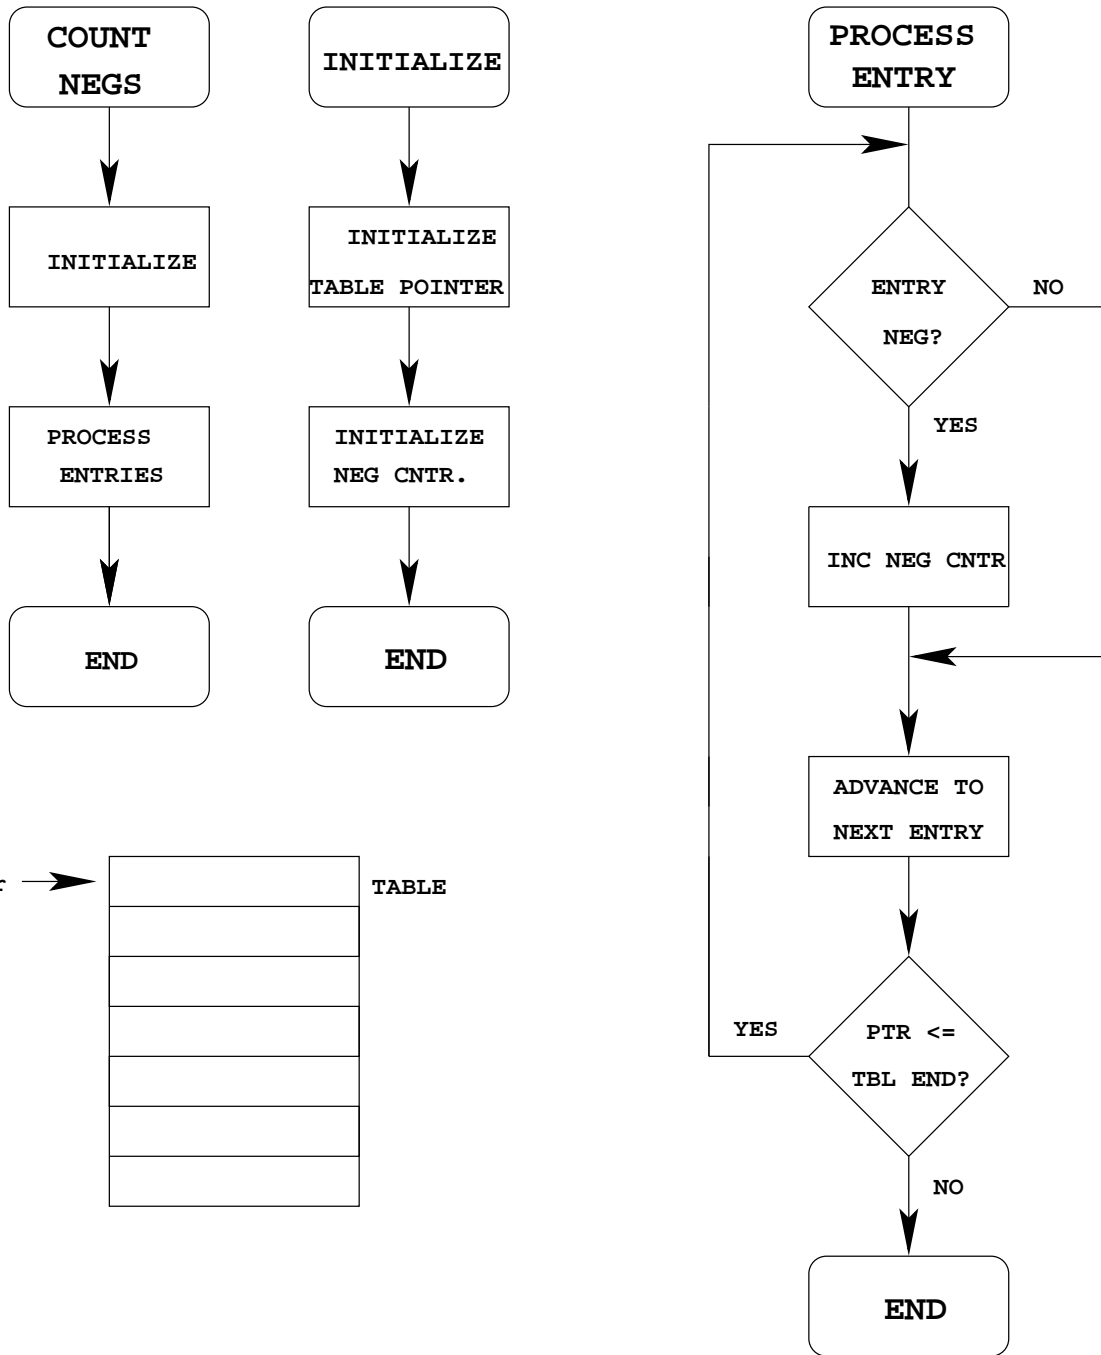 COUNT
NEGS
INITIALIZE
PROCESS
ENTRIES
END
INITIALIZE
INITIALIZE
TABLE POINTER
INITIALIZE
NEG CNTR.
END
PROCESS
ENTRY
ENTRY
NEG?
NO
YES
INC NEG CNTR
ADVANCE TO
NEXT ENTRY
PTR <=
TBL END?
YES
NO
END
TABLE